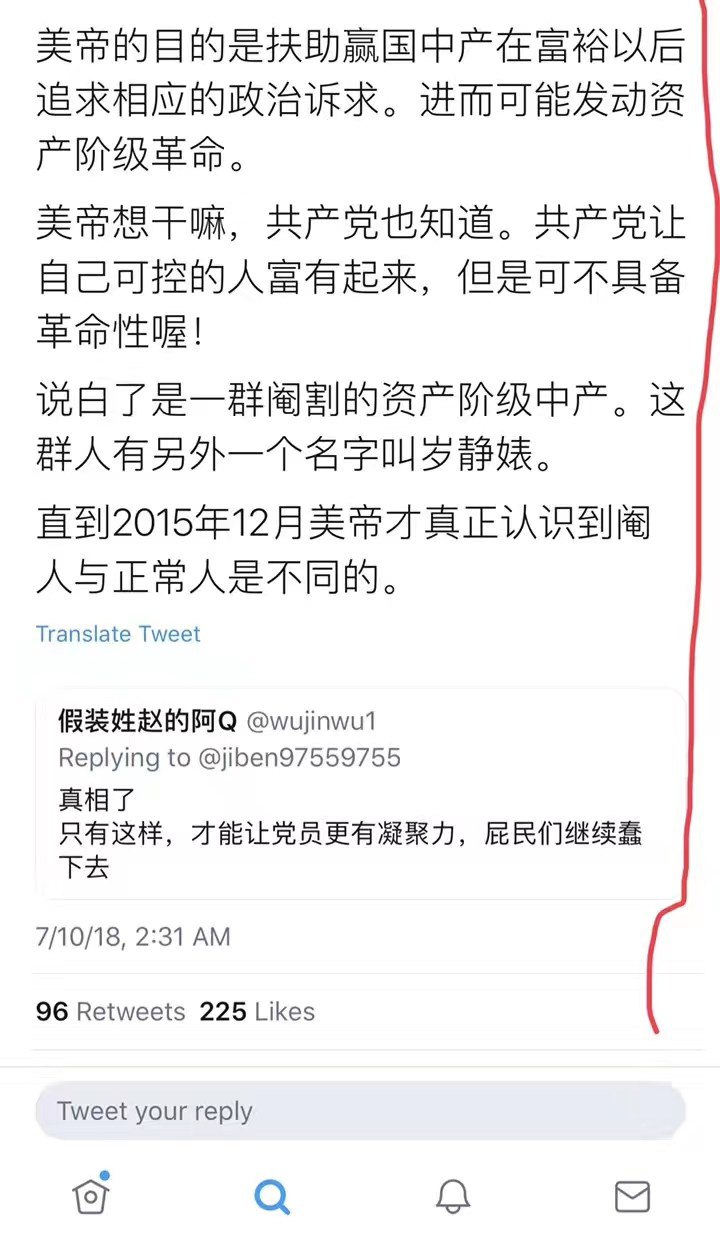 美帝的目的是扶助赢国中产在富裕以后
追求相应的政治诉求。进而可能发动资
产阶级革命。
美帝想干嘛，共产党也知道。共产党让
自己可控的人富有起来，但是可不具备
革命性喔！
说白了是一群阉割的资产阶级中产。这
群人有另外一个名字叫岁静婊。
直到2015年12月美帝才真正认识到阉
人与正常人是不同的。
Translate Tweet
假装姓赵的阿Q @wujinwu1
Replying to @jiben97559755
真相了
只有这样，才能让党员更有凝聚力，屁民们继续蠢
下去
7/10/18, 2:31 AM
96 Retweets 225 Likes
Tweet your reply